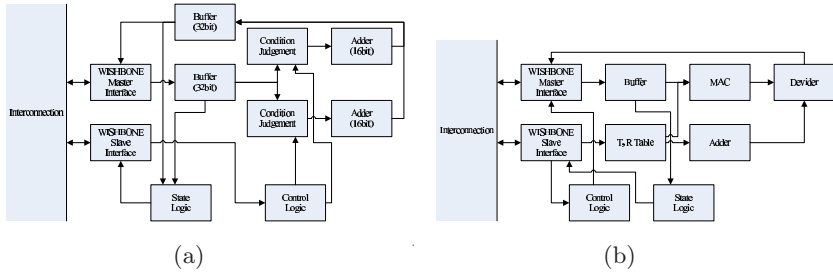 Buffer
(32bit)
Condition
Judgement
Adder
(16bit)
WISHBONE
Master
Interface
Buffer
(32bit)
Interconnection
Condition
Judgement
Adder
(16bit)
WISHBONE
Slave
Interface
State
Logic
Control
Logic
(a)
WISHBONE
Master
Interface
Buffer
MAC
Devider
Interconnection
WISHBONE
Slave
Interface
T, R Table
Adder
Control
Logic
State
Logic
(b)